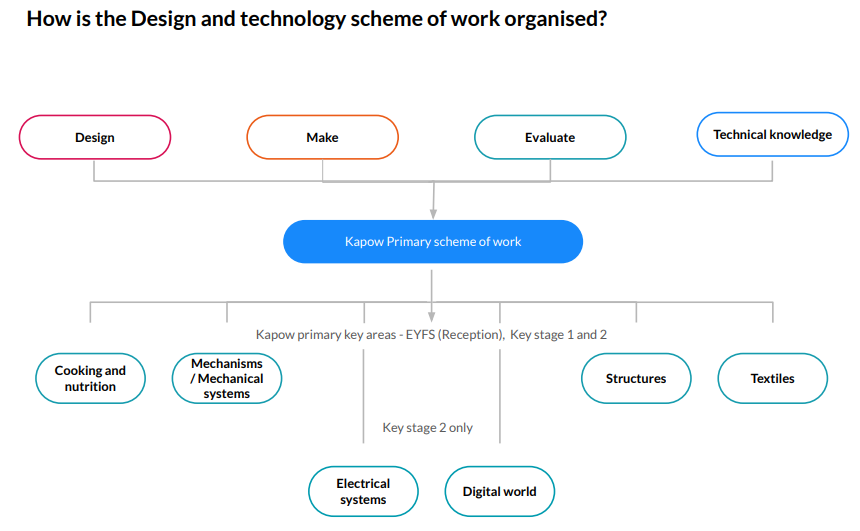 How is the Design and technology scheme of work organised?
Design
Make
Evaluate
Technical knowledge
Kapow Primary scheme of work
Kapow primary key areas - EYFS (Reception), Key stage 1 and 2
Cooking and
nutrition
Mechanisms
/ Mechanical
systems
Structures
Textiles
Key stage 2 only
Electrical
systems
Digital world